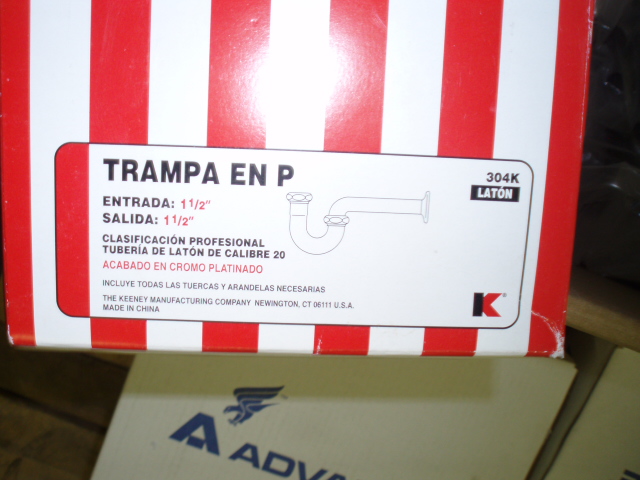 TRAMPA EN P
304K
LATÓN
ENTRADA: 1 1/2"
SALIDA: 1 1/2"
CLASIFICACIÓN PROFESIONAL
TUBERÍA DE LATÓN DE CALIBRE 20
ACABADO EN CROMO PLATINADO
INCLUYE TODAS LAS TUERCAS Y ARANDELAS NECESARIAS
THE KEENEY MANUFACTURING COMPANY NEWINGTON, CT 06111 U.S.A.
MADE IN CHINA
K®
A ADVA